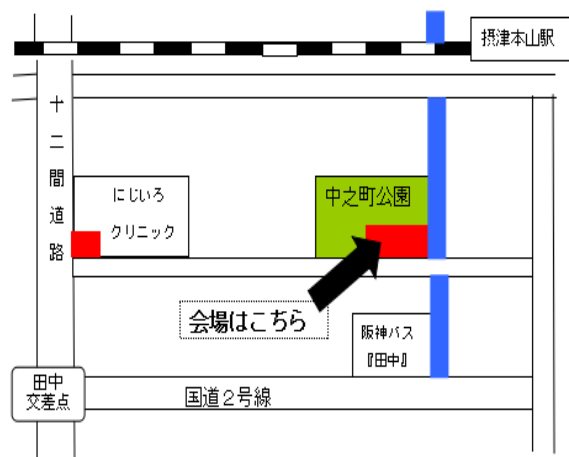 摂津本山駅
十二間道路
にじいろ
クリニック
中之町公園
会場はこちら
阪神バス
『田中』
田中
交差点
国道2号線